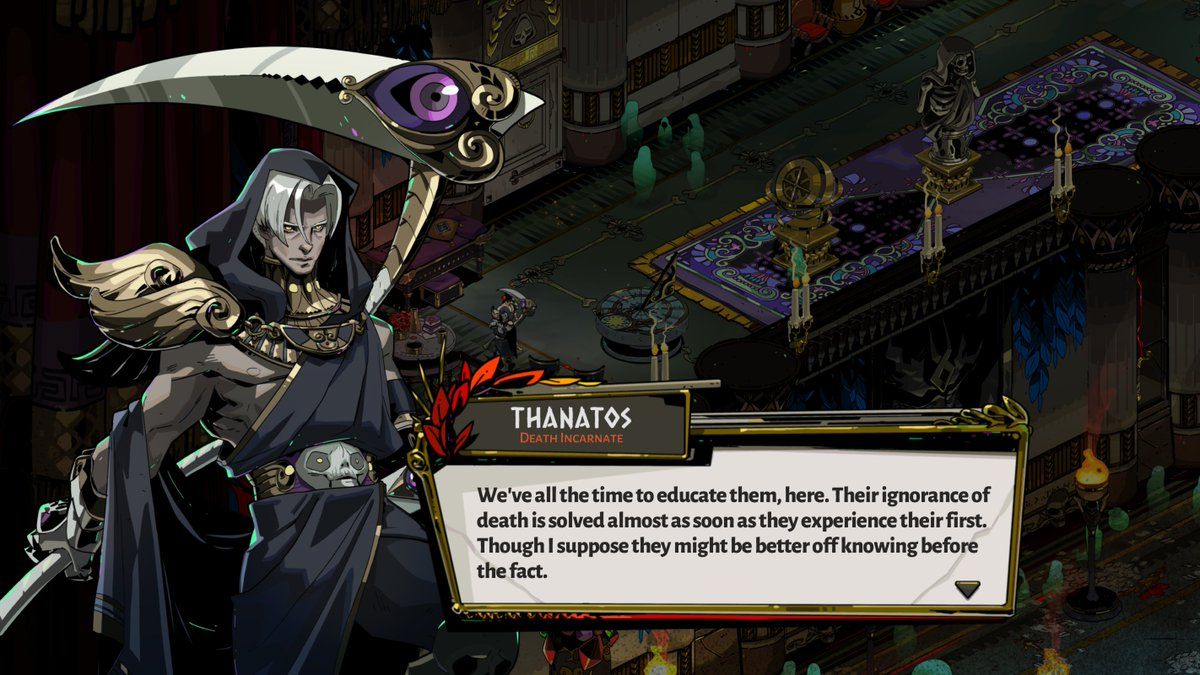 THANATOS
DEATH INCARNATE
We've all the time to educate them, here. Their ignorance of
death is solved almost as soon as they experience their first.
Though I suppose they might be better off knowing before
the fact.